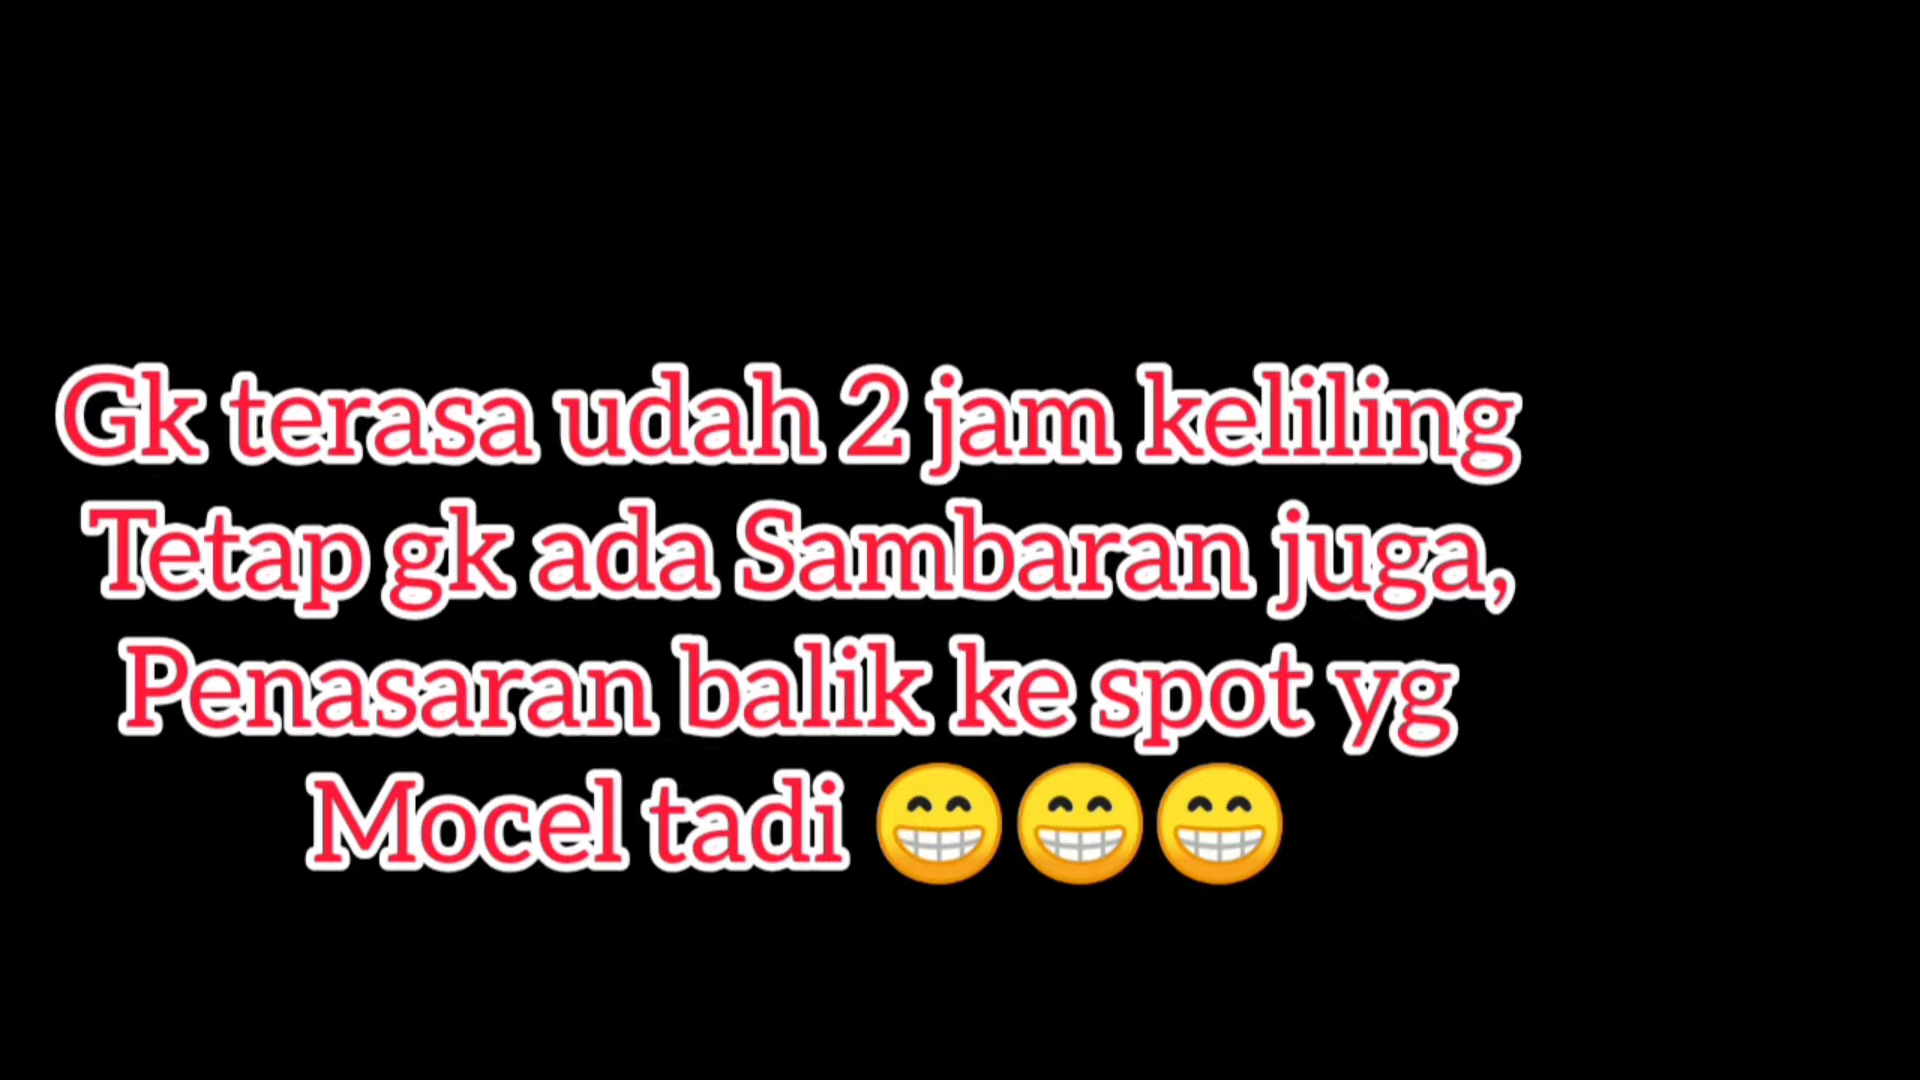 Gk terasa udah 2 jam keliling
Tetap gk ada Sambaran juga,
Penasaran balik ke spot yg
Mocel tadi 😁😁😁